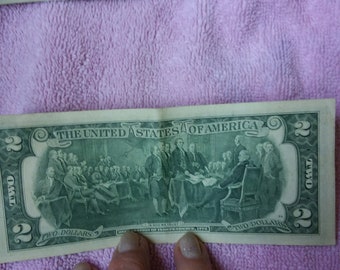 THE UNITED STATES OF AMERICA
2 2
TWO TWO
TWO DOLLARS TWO DOLLARS
2 2